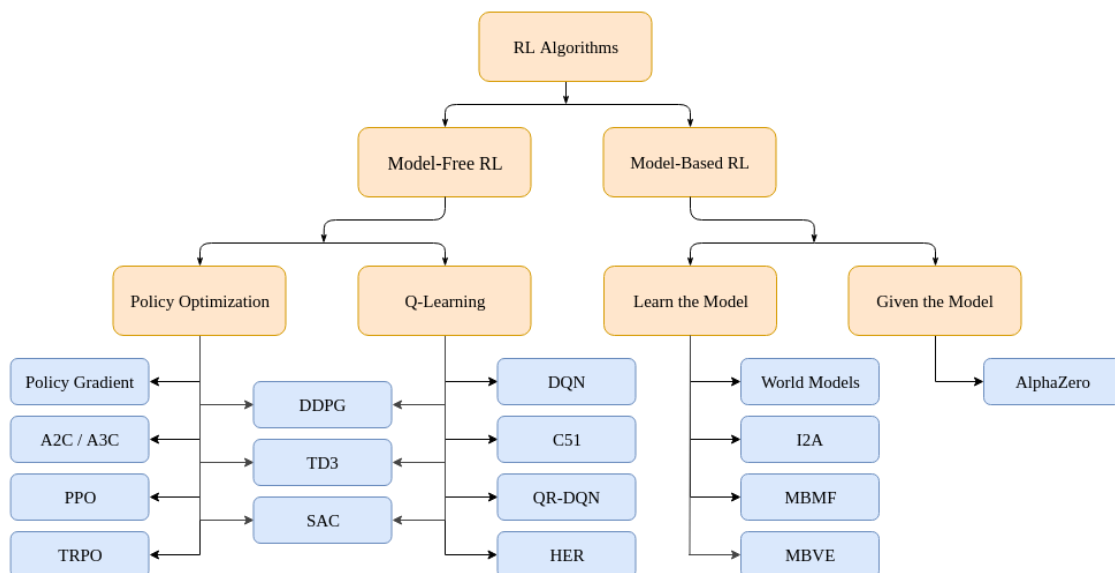 RL Algorithms
Model-Free RL
Model-Based RL
Policy Optimization
Q-Learning
Learn the Model
Given the Model
Policy Gradient
DDPG
DQN
World Models
AlphaZero
A2C / A3C
TD3
C51
I2A
PPO
SAC
QR-DQN
MBMF
TRPO
HER
MBVE